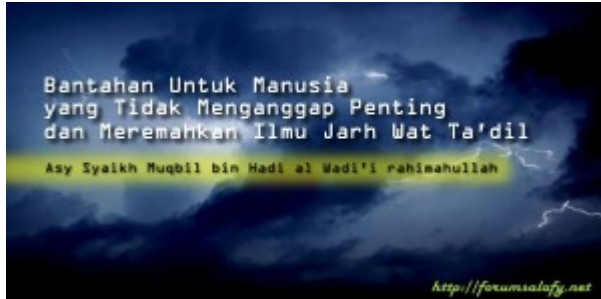 Bantahan Untuk Manusia
yang Tidak Menganggap Penting
dan Meremahkan Ilmu Jarh Wat Ta'dil
Asy Syaikh Muqbil bin Hadi al Wadi'i rahimahullah
http://forumsalafy.net